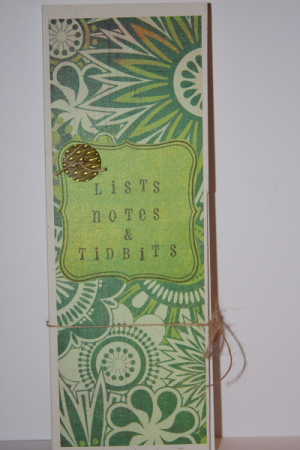 LiSTS
NOTES
&
TiDBiTS